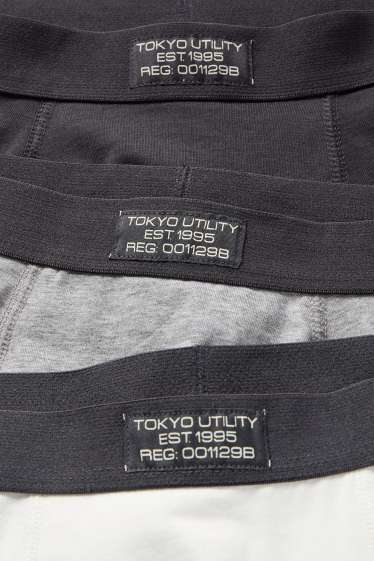 TOKYO UTILITY
EST. 1995
REG: 001129B
TOKYO UTILITY
EST. 1995
REG: 001129B
TOKYO UTILITY
EST. 1995
REG: 001129B